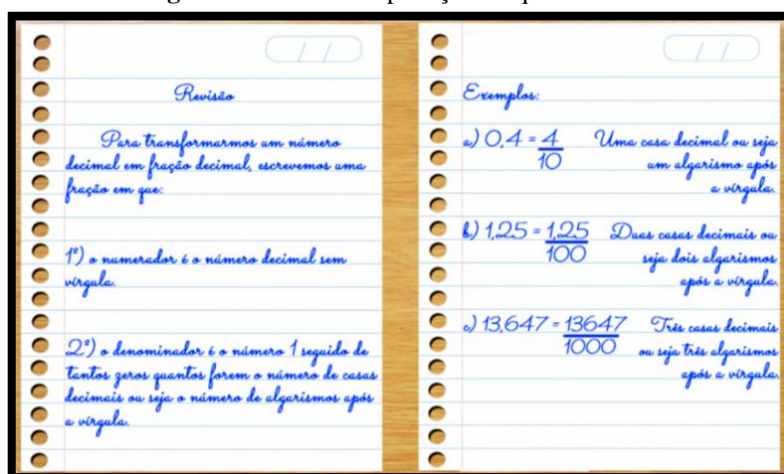 Revisão
Para transformarmos um número
decimal em fração decimal, escrevemos uma
fração em que:
1º) o numerador é o número decimal sem
vírgula.
2º) o denominador é o número 1 seguido de
tantos zeros quantos forem o número de casas
decimais ou seja o número de algarismos após
a vírgula.
Exemplos:
a) 0,4 = 4/10 Uma casa decimal ou seja
um algarismo após
a vírgula.
b) 1,25 = 1,25/100 Duas casas decimais ou
seja dois algarismos
após a vírgula.
c) 13,647 = 13647/1000 Três casas decimais
ou seja três algarismos
após a vírgula.